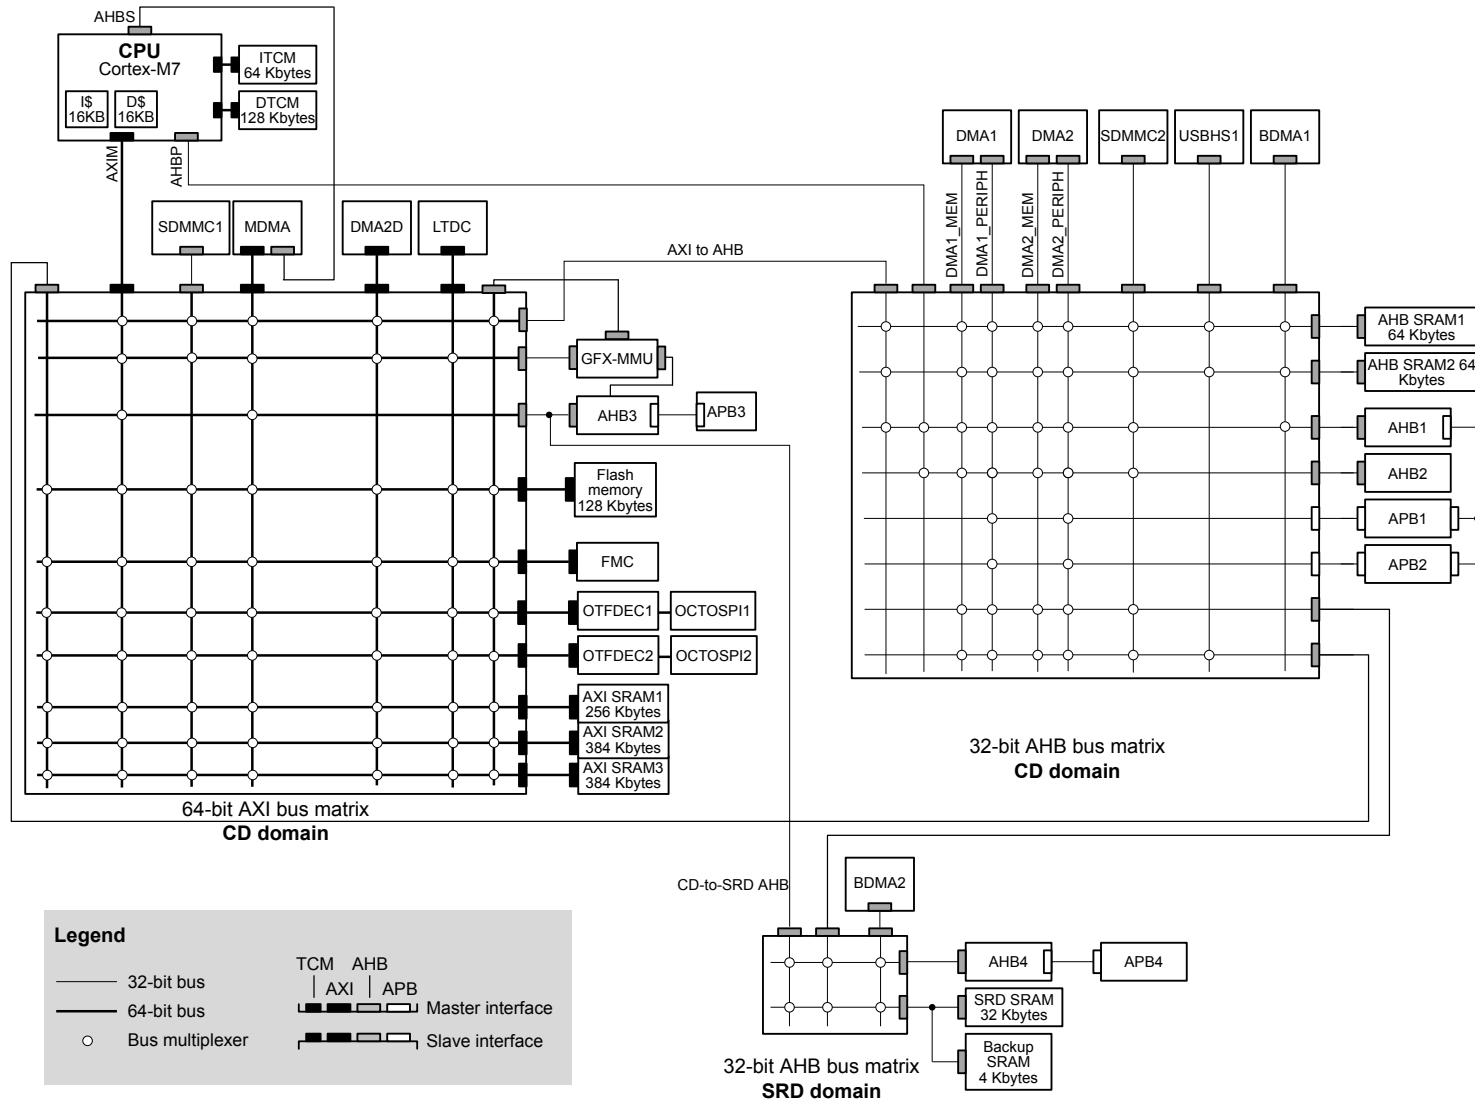 AHBS
CPU
Cortex-M7
I$
16KB
D$
16KB
ITCM
64 Kbytes
DTCM
128 Kbytes
AXIM
AHBP
SDMMC1
MDMA
DMA2D
LTDC
AXI to AHB
DMA1
DMA2
SDMMC2
USBHS1
BDMA1
DMA1_MEM
DMA1_PERIPH
DMA2_MEM
DMA2_PERIPH
GFX-MMU
AHB3
APB3
Flash
memory
128 Kbytes
FMC
OTFDEC1
OCTOSPI1
OTFDEC2
OCTOSPI2
AXI SRAM1
256 Kbytes
AXI SRAM2
384 Kbytes
AXI SRAM3
384 Kbytes
64-bit AXI bus matrix
CD domain
AHB SRAM1
64 Kbytes
AHB SRAM2 64
Kbytes
AHB1
AHB2
APB1
APB2
32-bit AHB bus matrix
CD domain
CD-to-SRD AHB
BDMA2
AHB4
APB4
SRD SRAM
32 Kbytes
Backup
SRAM
4 Kbytes
32-bit AHB bus matrix
SRD domain
Legend
32-bit bus
64-bit bus
Bus multiplexer
TCM
AHB
AXI
APB
Master interface
Slave interface